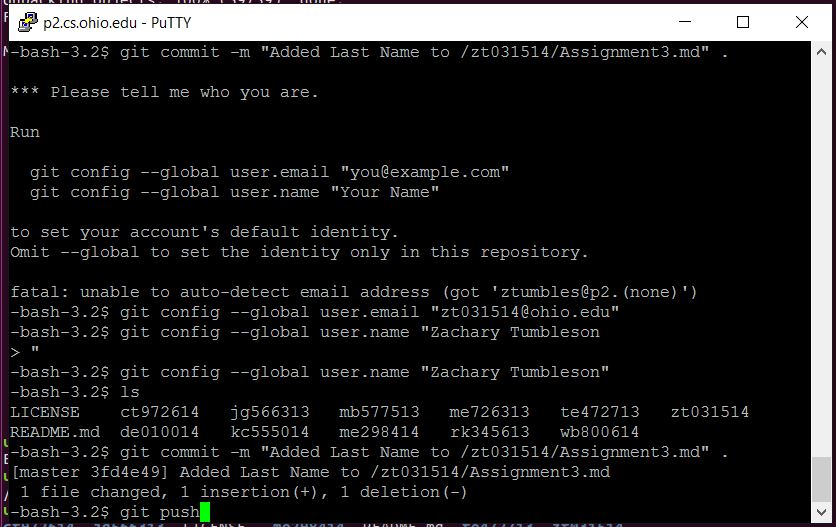 p2.cs.ohio.edu - PuTTY
-bash-3.2$ git commit -m "Added Last Name to /zt031514/Assignment3.md" .
*** Please tell me who you are.
Run
git config --global user.email "you@example.com"
git config --global user.name "Your Name"
to set your account's default identity.
Omit --global to set the identity only in this repository.
fatal: unable to auto-detect email address (got 'ztumbles@p2.(none)')
-bash-3.2$ git config --global user.email "zt031514@ohio.edu"
-bash-3.2$ git config --global user.name "Zachary Tumbleson
> "
-bash-3.2$ git config --global user.name "Zachary Tumbleson"
-bash-3.2$ ls
LICENSE ct972614 jg566313 mb577513 me726313 te472713 zt031514
README.md de010014 kc555014 me298414 rk345613 wb800614
-bash-3.2$ git commit -m "Added Last Name to /zt031514/Assignment3.md" .
[master 3fd4e49] Added Last Name to /zt031514/Assignment3.md
1 file changed, 1 insertion(+), 1 deletion(-)
-bash-3.2$ git push